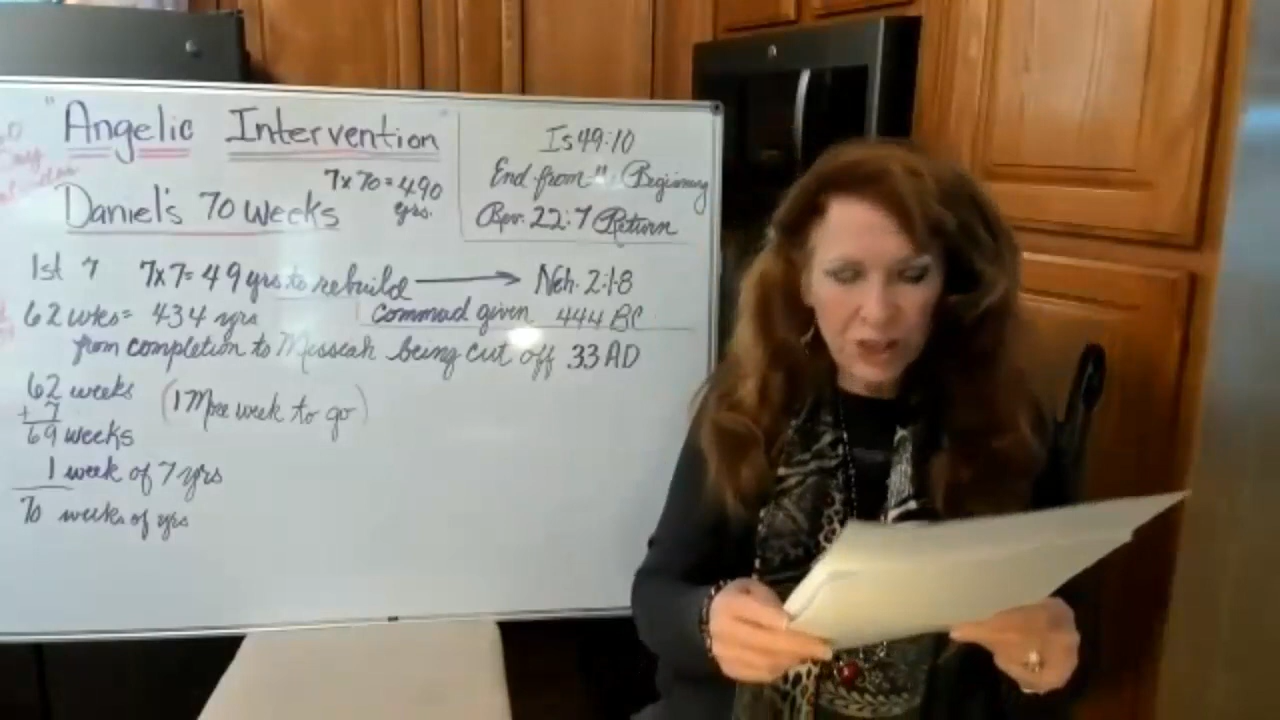 "Angelic Intervention"
7x70=490
yrs.
Daniel's 70 Weeks
Is 49:10
End from " Beginning
Rev. 22:7 Return
1st 7 7x7=49 yrs to rebuild → Neh. 2:1-8
62 wks= 434 yrs Commad given 444 BC
from completion to Messeah being cut off 33 AD
62 weeks
+ 7
69 weeks
(1 More week to go)
1 week of 7 yrs
70 weeks of yrs